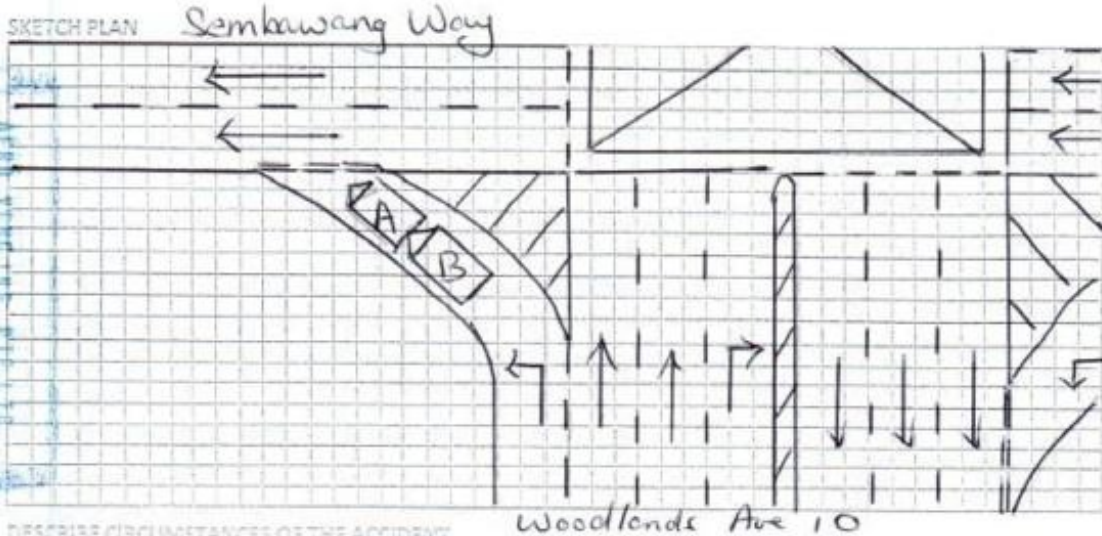 SKETCH PLAN Sembawang Way
A
B
Woodlands Ave 10
DESCRIBE CIRCUMSTANCES OF THE ACCIDENT